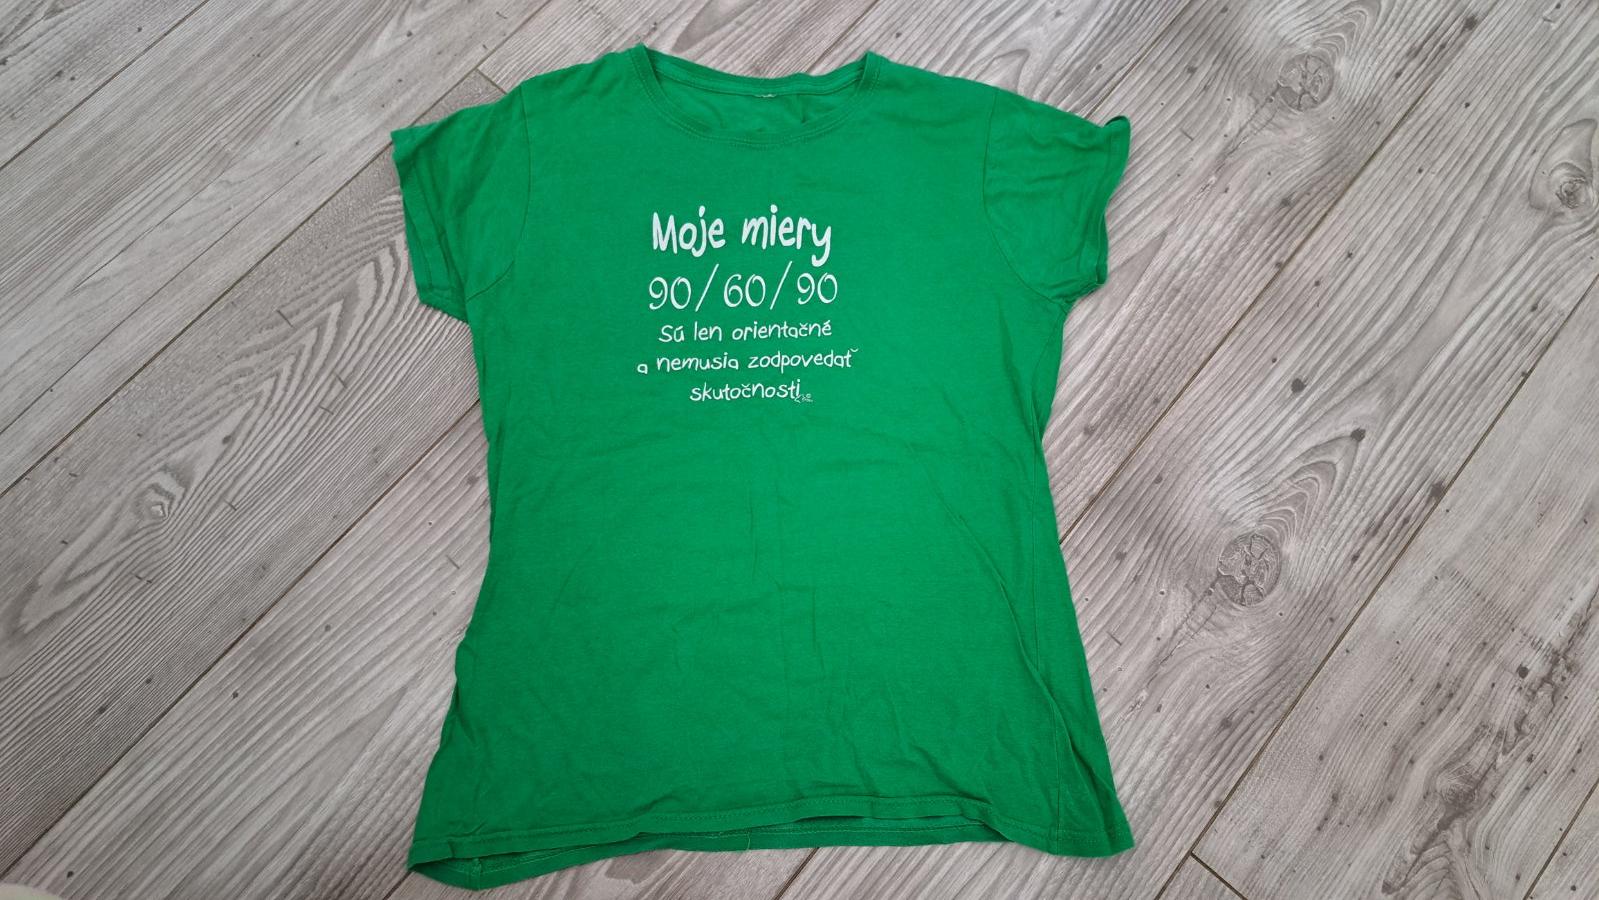 Moje miery
90/60/90
Sú len orientačné
a nemusia zodpovedať
skutočnosti